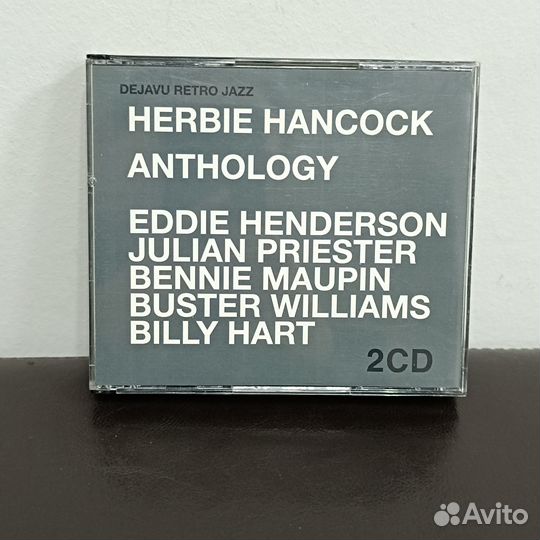 DEJAVU RETRO JAZZ
HERBIE HANCOCK
ANTHOLOGY
EDDIE HENDERSON
JULIAN PRIESTER
BENNIE MAUPIN
BUSTER WILLIAMS
BILLY HART
2CD
Avito